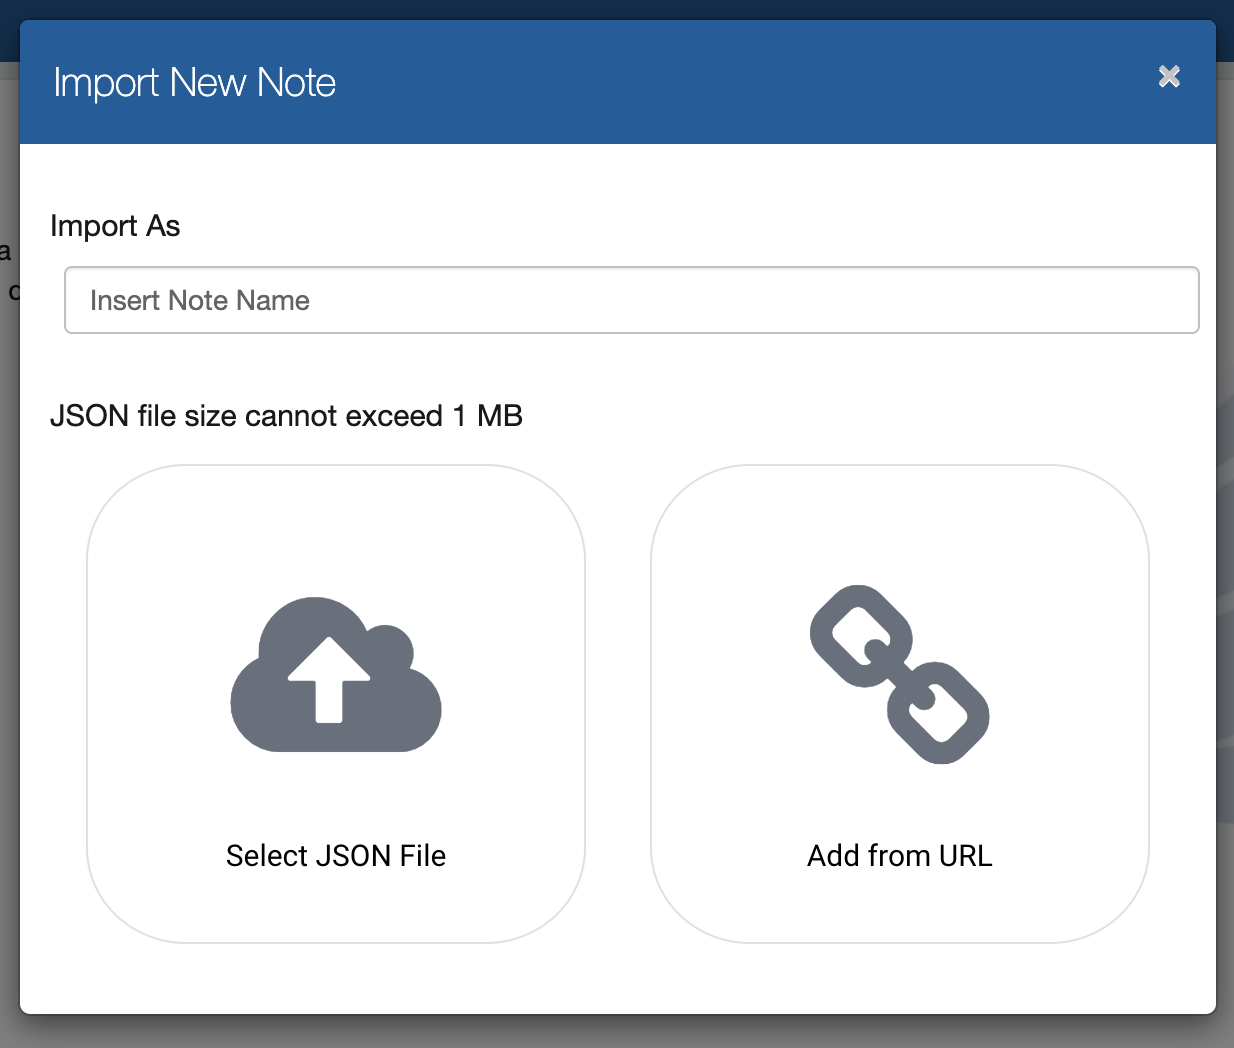 Import New Note
Import As
a
Insert Note Name
JSON file size cannot exceed 1 MB
Select JSON File
Add from URL